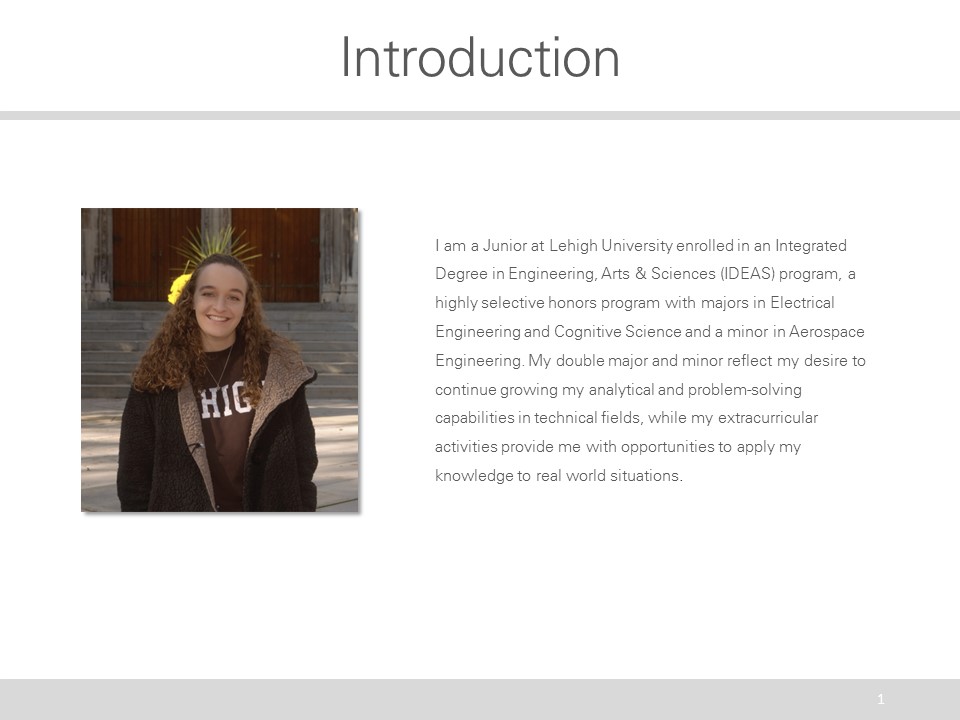 Introduction
HIG
I am a Junior at Lehigh University enrolled in an Integrated
Degree in Engineering, Arts & Sciences (IDEAS) program, a
highly selective honors program with majors in Electrical
Engineering and Cognitive Science and a minor in Aerospace
Engineering. My double major and minor reflect my desire to
continue growing my analytical and problem-solving
capabilities in technical fields, while my extracurricular
activities provide me with opportunities to apply my
knowledge to real world situations.
1